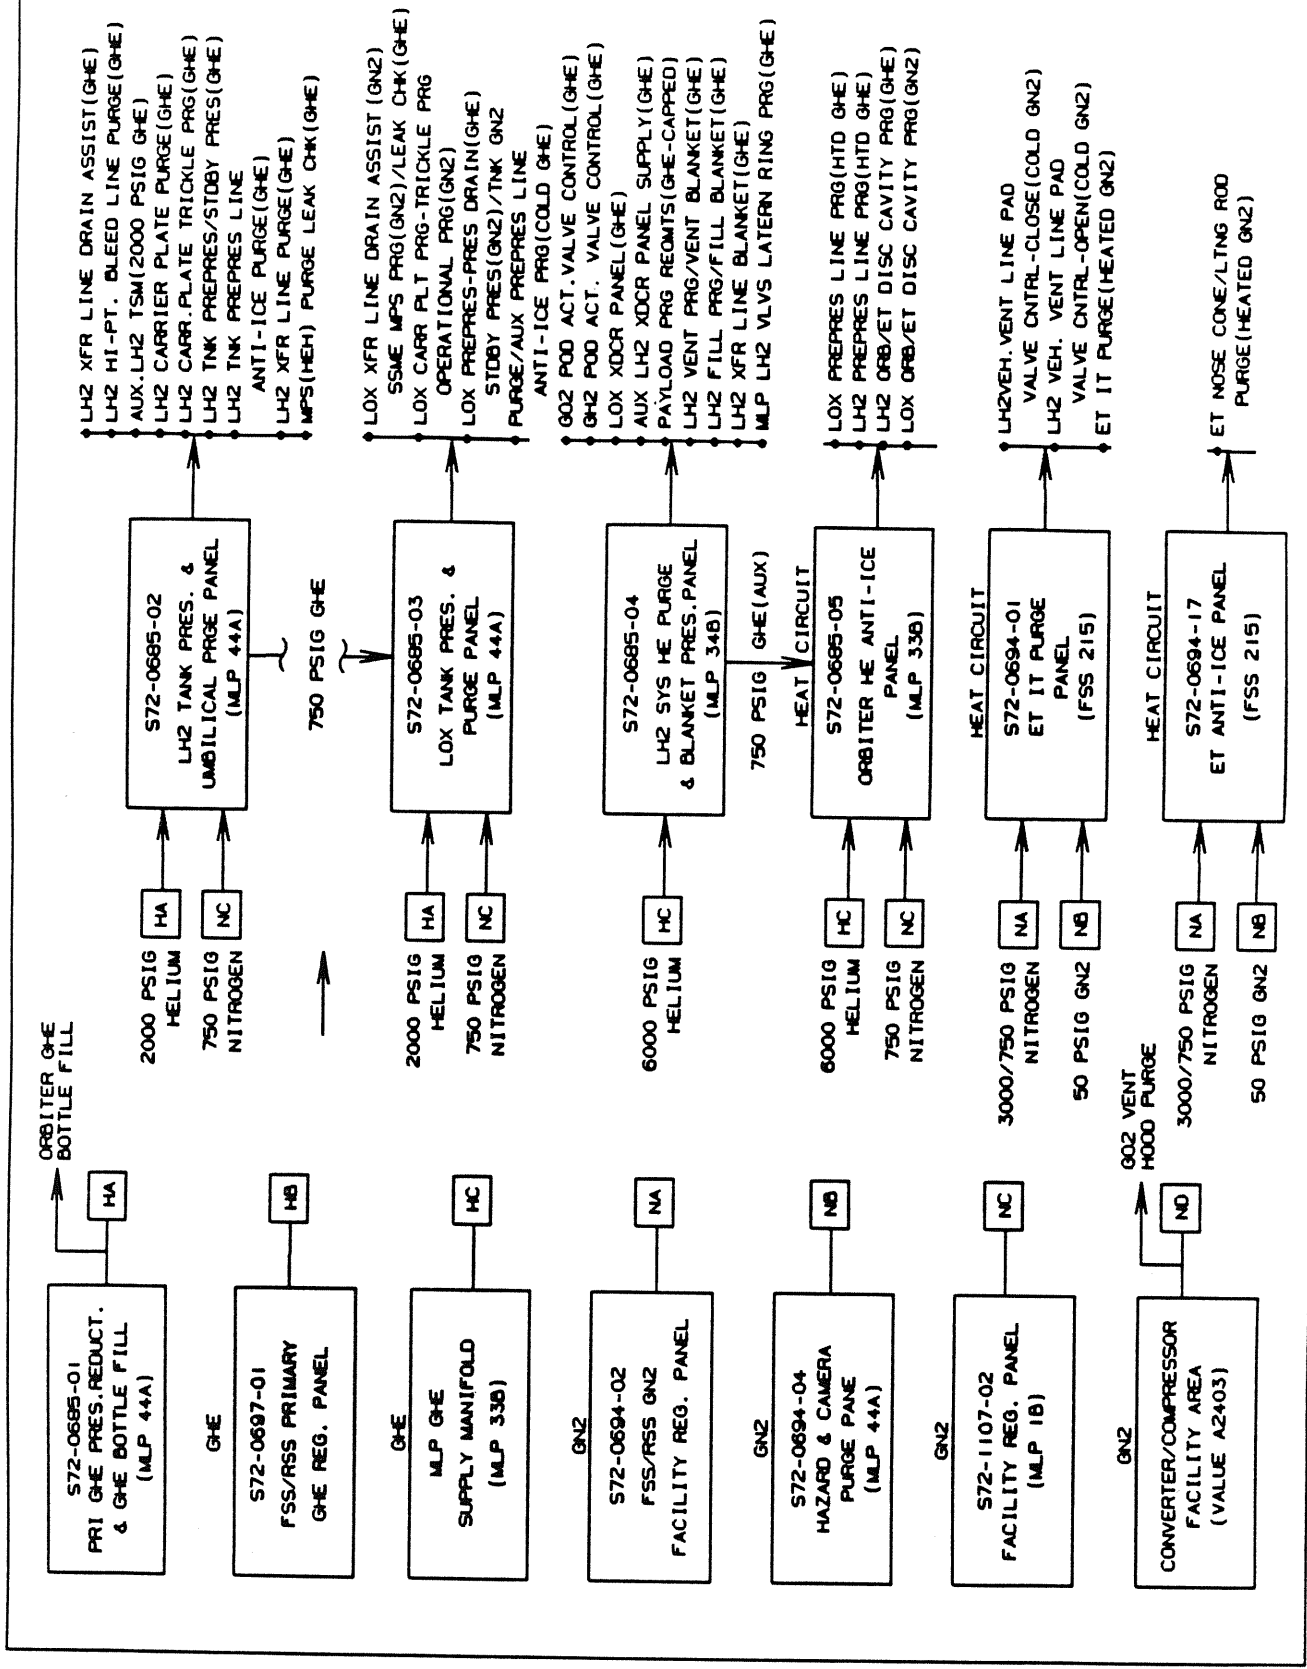 S72-0685-01
PRI GHE PRES.REDUCT.
& GHE BOTTLE FILL
(MLP 44A)
ORBITER GHE
BOTTLE FILL
HA
GHE
S72-0697-01
FSS/RSS PRIMARY
GHE REG. PANEL
HB
GHE
MLP GHE
SUPPLY MANIFOLD
(MLP 33B)
HC
GN2
S72-0694-02
FSS/RSS GN2
FACILITY REG. PANEL
NA
GN2
S72-0694-04
HAZARD & CAMERA
PURGE PANE
(MLP 44A)
NB
GN2
S72-1107-02
FACILITY REG. PANEL
(MLP 1B)
NC
GN2
CONVERTER/COMPRESSOR
FACILITY AREA
(VALUE A2403)
GO2 VENT
HOOD PURGE
ND
2000 PSIG
HELIUM
HA
750 PSIG
NITROGEN
NC
S72-0685-02
LH2 TANK PRES. &
UMBILICAL PRGE PANEL
(MLP 44A)
LH2 XFR LINE DRAIN ASSIST(GHE)
LH2 HI-PT. BLEED LINE PURGE(GHE)
AUX.LH2 TSM(2000 PSIG GHE)
LH2 CARRIER PLATE PURGE(GHE)
LH2 CARR.PLATE TRICKLE PRG(GHE)
LH2 TNK PREPRES/STDBY PRES(GHE)
LH2 TNK PREPRES LINE
ANTI-ICE PURGE(GHE)
LH2 XFR LINE PURGE(GHE)
MPS(HEH) PURGE LEAK CHK(GHE)
750 PSIG GHE
2000 PSIG
HELIUM
HA
750 PSIG
NITROGEN
NC
S72-0685-03
LOX TANK PRES. &
PURGE PANEL
(MLP 44A)
LOX XFR LINE DRAIN ASSIST(GN2)
SSME MPS PRG(GN2)/LEAK CHK(GHE)
LOX CARR PLT PRG-TRICKLE PRG
OPERATIONAL PRG(GN2)
LOX PREPRES-PRES DRAIN(GHE)
STDBY PRES(GN2)/TNK GN2
PURGE/AUX PREPRES LINE
ANTI-ICE PRG(COLD GHE)
6000 PSIG
HELIUM
HC
S72-0685-04
LH2 SYS HE PURGE
& BLANKET PRES.PANEL
(MLP 34B)
GO2 POD ACT.VALVE CONTROL(GHE)
GH2 POD ACT. VALVE CONTROL(GHE)
LOX XDCR PANEL(GHE)
AUX LH2 XDCR PANEL SUPPLY(GHE)
PAYLOAD PRG REQMTS(GHE-CAPPED)
LH2 VENT PRG/VENT BLANKET(GHE)
LH2 FILL PRG/FILL BLANKET(GHE)
LH2 XFR LINE BLANKET(GHE)
MLP LH2 VLVS LATERN RING PRG(GHE)
750 PSIG GHE(AUX)
HEAT CIRCUIT
6000 PSIG
HELIUM
HC
750 PSIG
NITROGEN
NC
S72-0685-05
ORBITER HE ANTI-ICE
PANEL
(MLP 33B)
LOX PREPRES LINE PRG(HTD GHE)
LH2 PREPRES LINE PRG(HTD GHE)
LH2 ORB/ET DISC CAVITY PRG(GHE)
LOX ORB/ET DISC CAVITY PRG(GN2)
HEAT CIRCUIT
3000/750 PSIG
NITROGEN
NA
50 PSIG GN2
NB
S72-0694-01
ET IT PURGE
PANEL
(FSS 215)
LH2VEH.VENT LINE PAD
VALVE CNTRL-CLOSE(COLD GN2)
LH2 VEH. VENT LINE PAD
VALVE CNTRL-OPEN(COLD GN2)
ET IT PURGE(HEATED GN2)
HEAT CIRCUIT
3000/750 PSIG
NITROGEN
NA
50 PSIG GN2
NB
S72-0694-17
ET ANTI-ICE PANEL
(FSS 215)
ET NOSE CONE/LTNG ROD
PURGE(HEATED GN2)